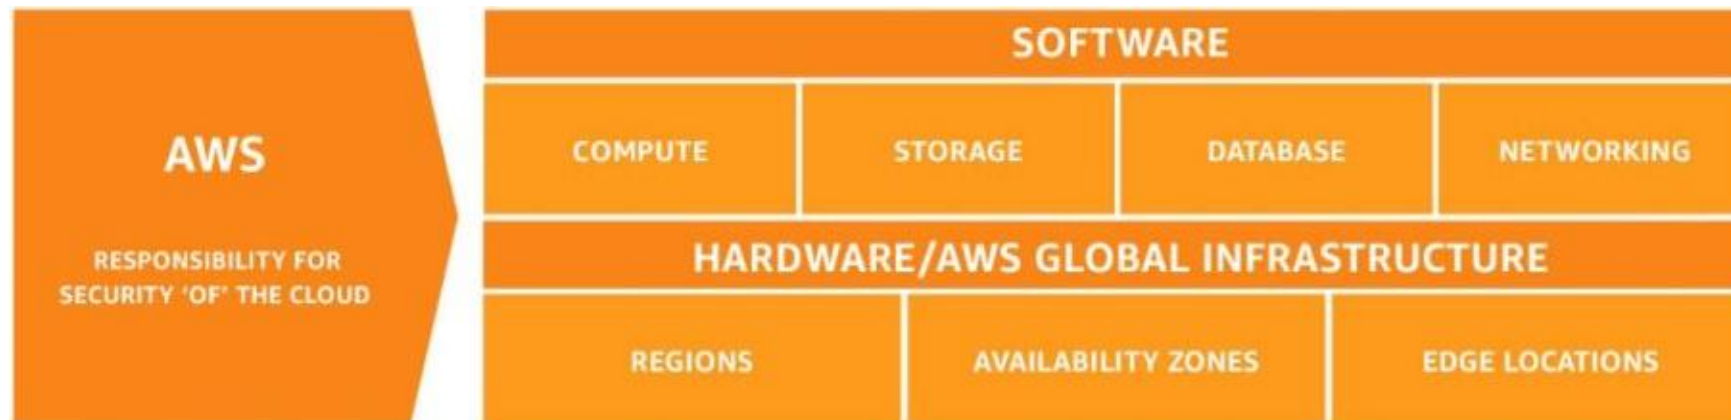 AWS
RESPONSIBILITY FOR
SECURITY 'OF' THE CLOUD
SOFTWARE
COMPUTE
STORAGE
DATABASE
NETWORKING
HARDWARE/AWS GLOBAL INFRASTRUCTURE
REGIONS
AVAILABILITY ZONES
EDGE LOCATIONS